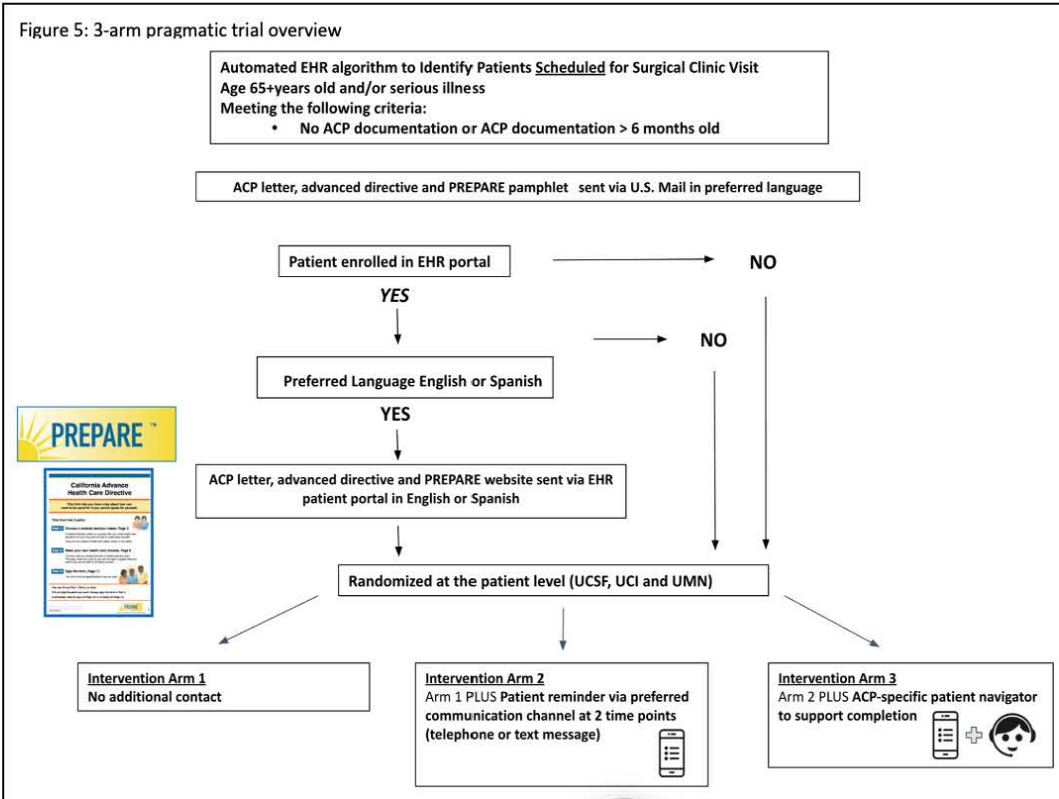 Figure 5: 3-arm pragmatic trial overview
Automated EHR algorithm to Identify Patients Scheduled for Surgical Clinic Visit
Age 65+years old and/or serious illness
Meeting the following criteria:
• No ACP documentation or ACP documentation > 6 months old
ACP letter, advanced directive and PREPARE pamphlet sent via U.S. Mail in preferred language
Patient enrolled in EHR portal
NO
YES
NO
Preferred Language English or Spanish
YES
PREPARE ™
ACP letter, advanced directive and PREPARE website sent via EHR
patient portal in English or Spanish
California Advance
Health Care Directive
Randomized at the patient level (UCSF, UCI and UMN)
Intervention Arm 1
No additional contact
Intervention Arm 2
Arm 1 PLUS Patient reminder via preferred
communication channel at 2 time points
(telephone or text message)
Intervention Arm 3
Arm 2 PLUS ACP-specific patient navigator
to support completion